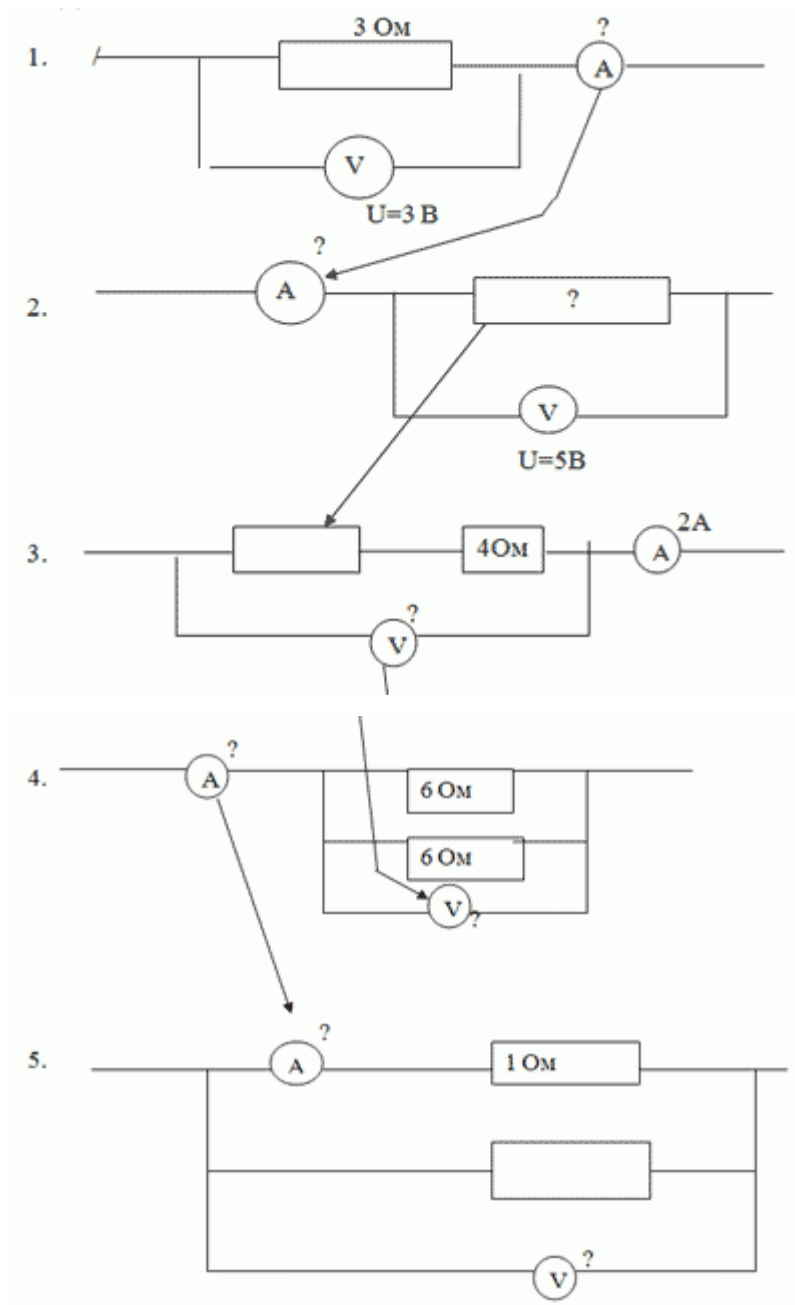 3 Ом ?
1. A
V
U=3 В
?
2. A ?
V
U=5В
3. 4Ом A 2А
V ?
4. A ? 6 Ом
6 Ом
V ?
5. A ? 1 Ом
V ?